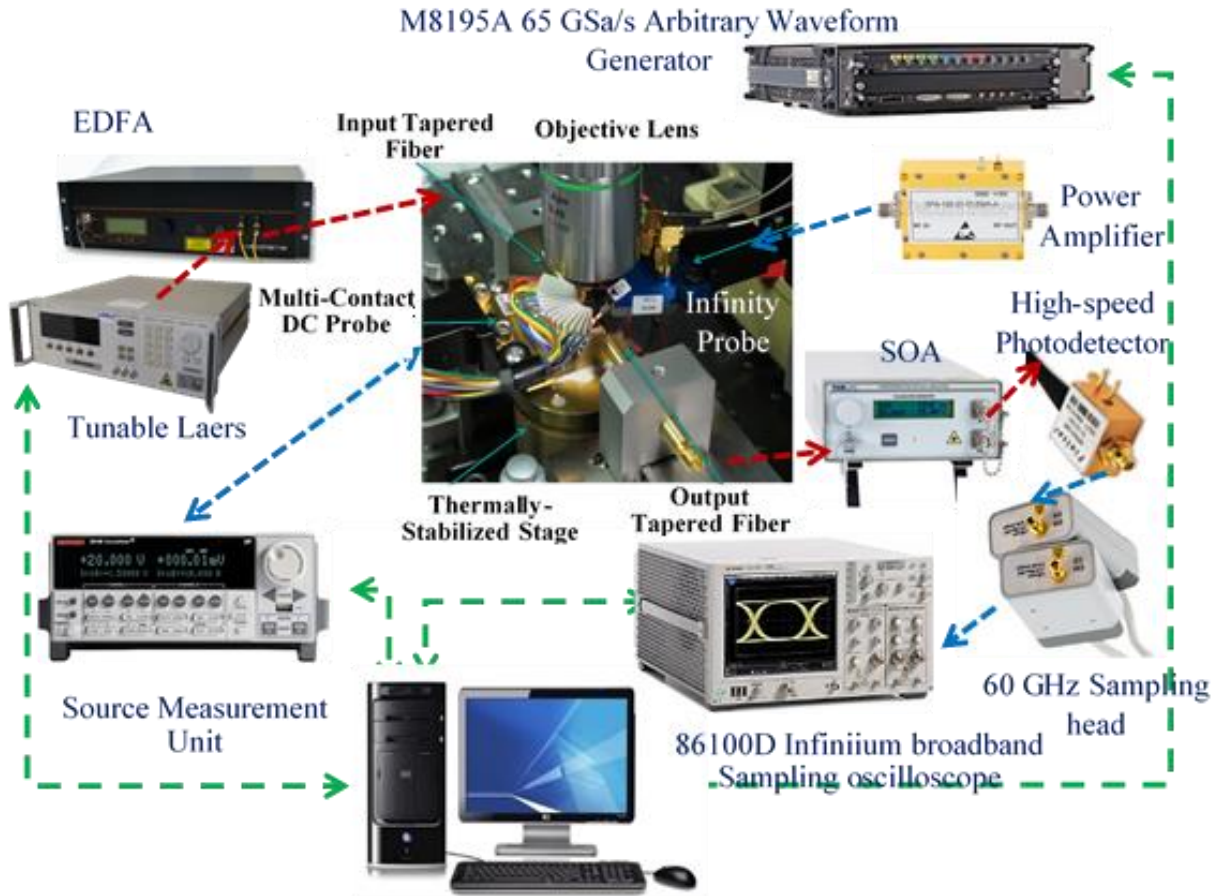 M8195A 65 GSa/s Arbitrary Waveform
Generator
EDFA
Input Tapered
Fiber
Objective Lens
Power
Amplifier
Multi-Contact
DC Probe
Infinity
Probe
High-speed
Photodetector
SOA
Tunable Laers
Thermally-
Stabilized Stage
Output
Tapered Fiber
+20.000 V +000.01mV
Source Measurement
Unit
60 GHz Sampling
head
86100D Infiniium broadband
Sampling oscilloscope